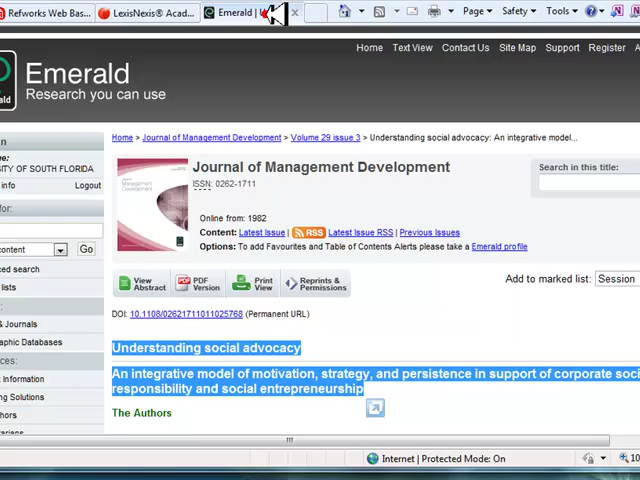 Refworks Web Bas...
LexisNexis® Acad...
Emerald |
Page
Safety
Tools
Home
Text View
Contact Us
Site Map
Support
Register
Emerald
Research you can use
Home > Journal of Management Development > Volume 29 issue 3 > Understanding social advocacy: An integrative model...
SITY OF SOUTH FLORIDA
info
Logout
for:
content
Go
ced search
lists
& Journals
raphic Databases
ces:
t Information
ing Solutions
hors
Journal of Management Development
ISSN: 0262-1711
Online from: 1982
Content: Latest Issue | RSS Latest Issue RSS | Previous Issues
Options: To add Favourites and Table of Contents Alerts please take a Emerald profile
Search in this title:
View Abstract
PDF Version
Print View
Reprints & Permissions
Add to marked list:
Session
DOI: 10.1108/02621711011025768 (Permanent URL)
Understanding social advocacy
An integrative model of motivation, strategy, and persistence in support of corporate soci
responsibility and social entrepreneurship
The Authors
Internet | Protected Mode: On
10